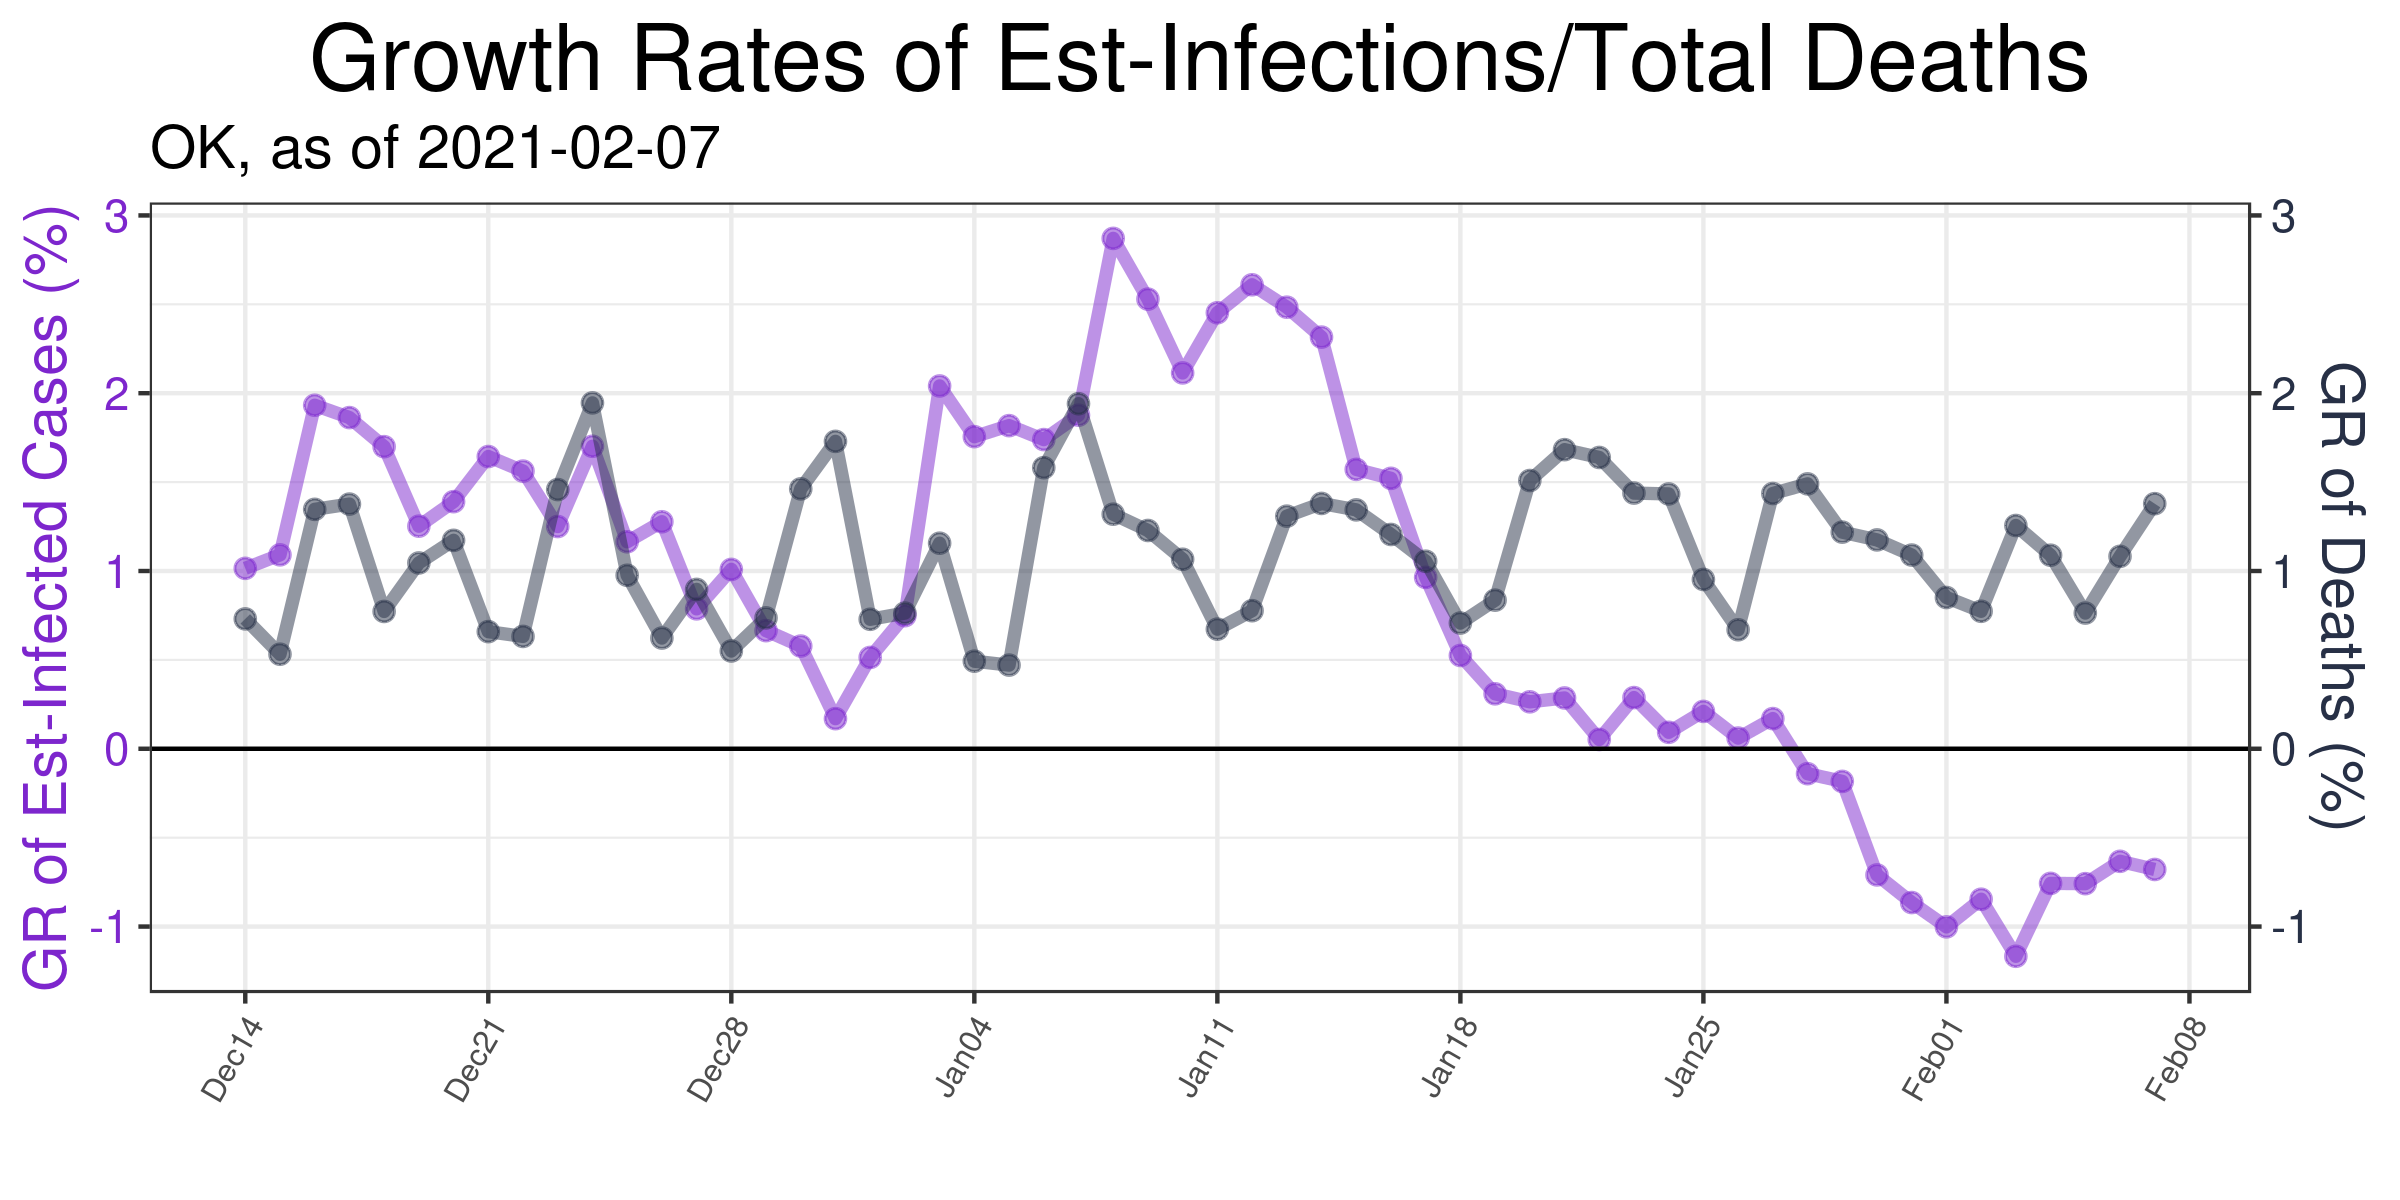 Growth Rates of Est-Infections/Total Deaths
OK, as of 2021-02-07
GR of Est-Infected Cases (%)
3
2
1
0
-1
3
2
1
0
-1
GR of Deaths (%)
Dec14
Dec21
Dec28
Jan04
Jan11
Jan18
Jan25
Feb01
Feb08